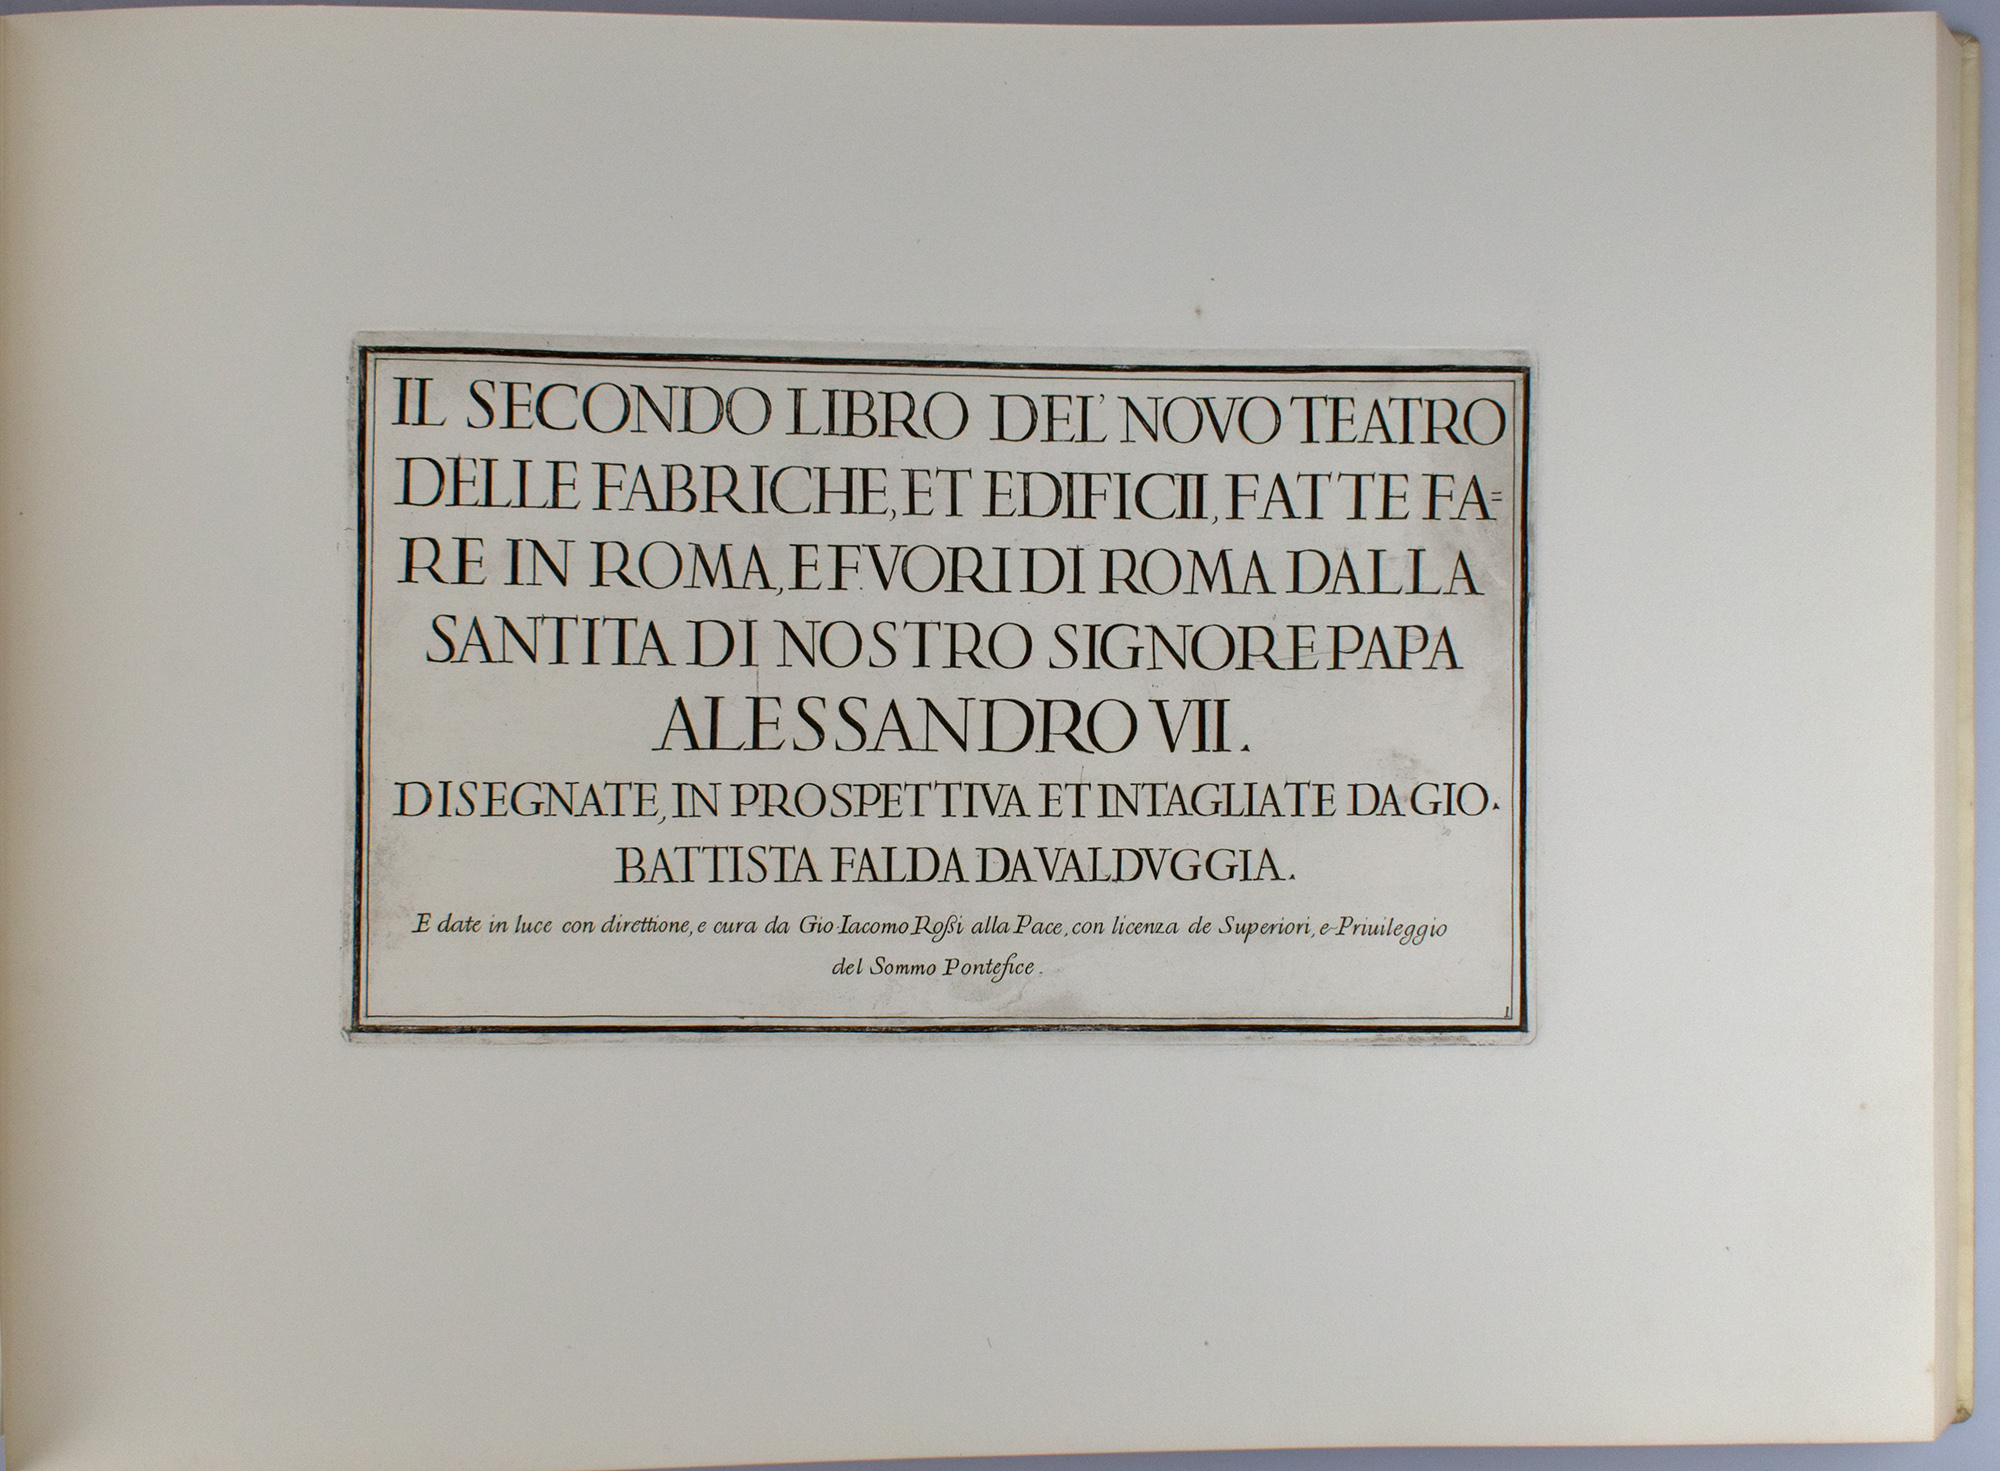 IL SECONDO LIBRO DEL' NOVO TEATRO
DELLE FABRICHE, ET EDIFICII, FATTE FA=
RE IN ROMA, E FVORI DI ROMA DALLA
SANTITA DI NOSTRO SIGNORE PAPA
ALESSANDRO VII.
DISEGNATE, IN PROSPETTIVA ET INTAGLIATE DA GIO.
BATTISTA FALDA DA VALDVGGIA.
E date in luce con direttione, e cura da Gio. Iacomo Roſsi alla Pace, con licenza de Superiori, e Priuileggio
del Sommo Pontefice.
1